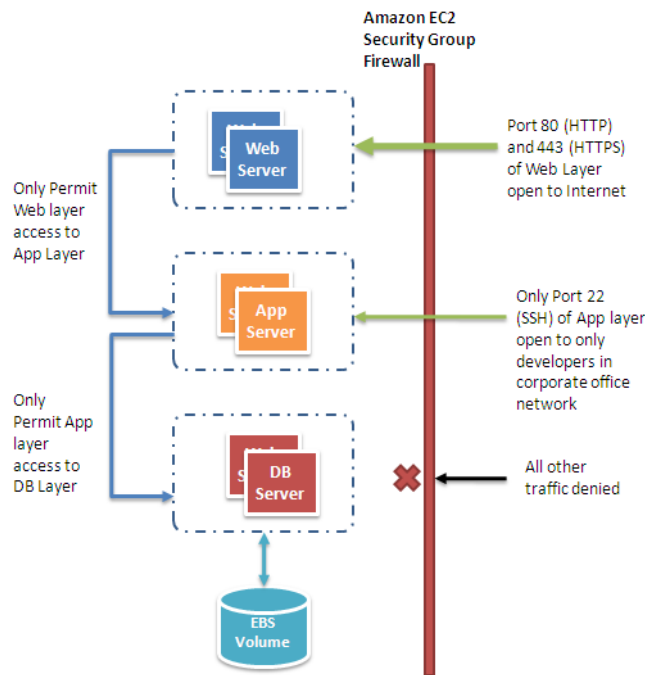 Amazon EC2
Security Group
Firewall
Web
Server
Port 80 (HTTP)
and 443 (HTTPS)
of Web Layer
open to Internet
Only Permit
Web layer
access to
App Layer
App
Server
Only Port 22
(SSH) of App layer
open to only
developers in
corporate office
network
Only
Permit App
layer
access to
DB Layer
DB
Server
All other
traffic denied
EBS
Volume